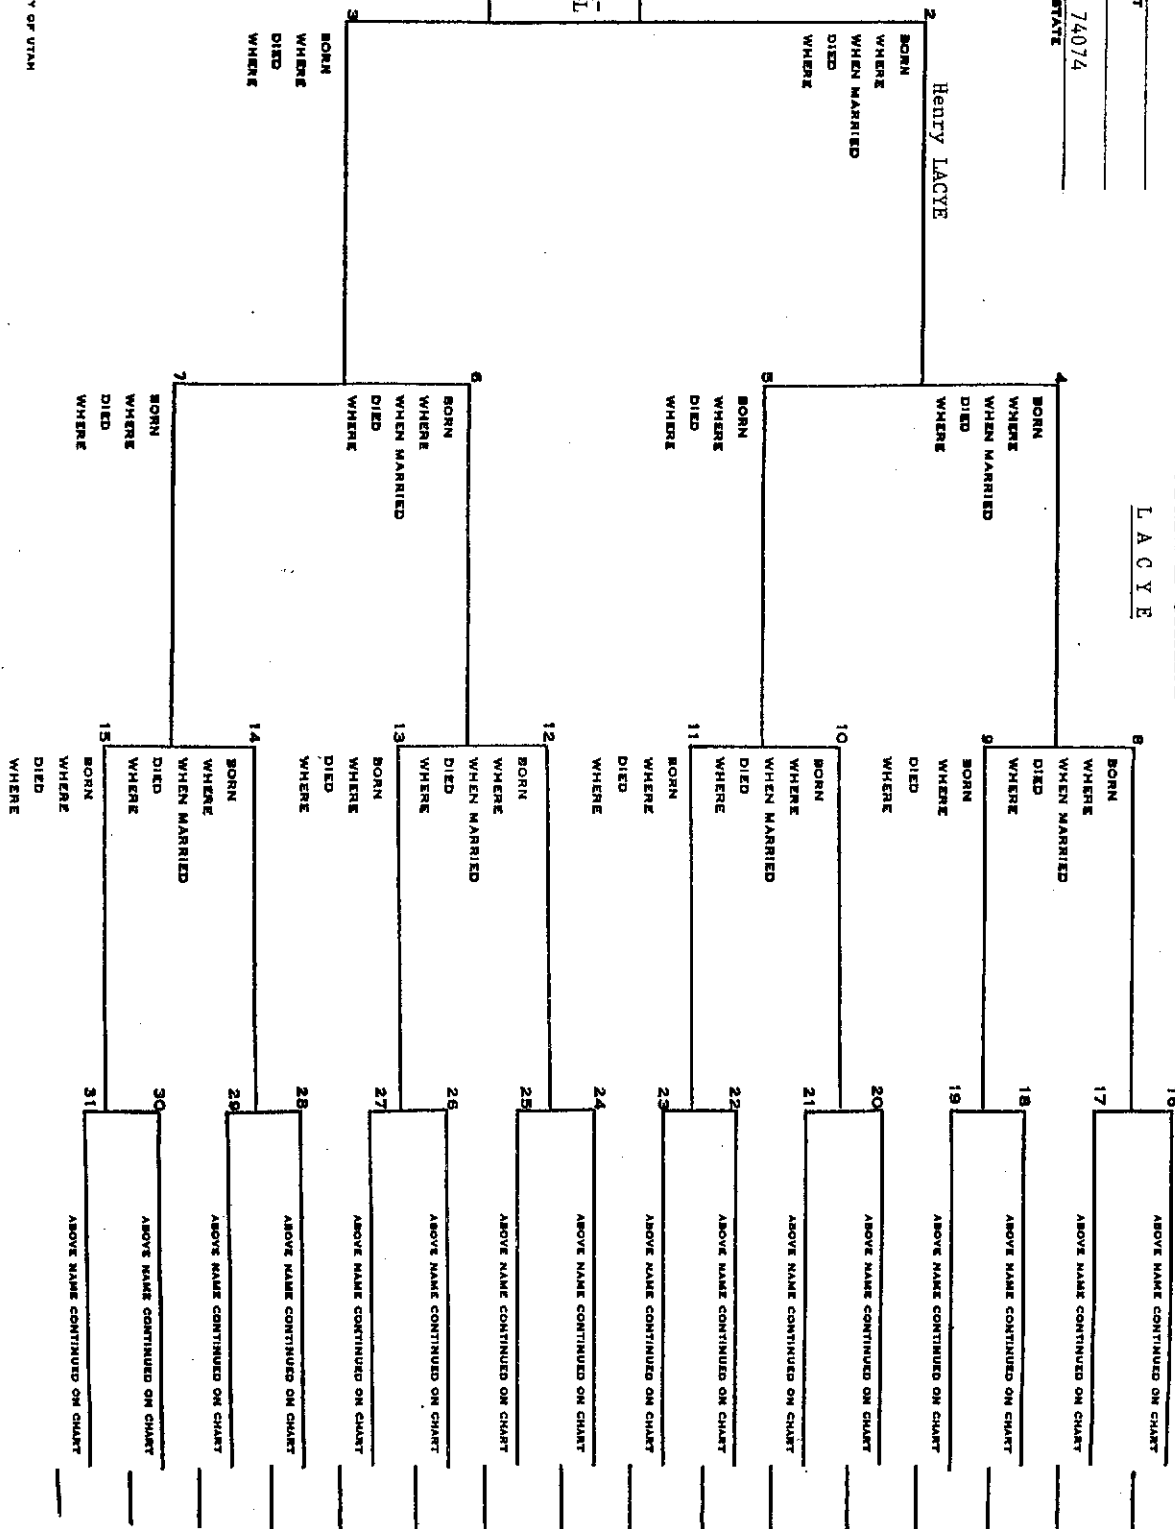 T
74074
STATE
L A C Y E
2
Henry LACYE
BORN
WHERE
WHEN MARRIED
DIED
WHERE
L
3
BORN
WHERE
DIED
WHERE
4
BORN
WHERE
WHEN MARRIED
DIED
WHERE
5
BORN
WHERE
DIED
WHERE
6
BORN
WHERE
WHEN MARRIED
DIED
WHERE
7
BORN
WHERE
DIED
WHERE
8
BORN
WHERE
WHEN MARRIED
DIED
WHERE
9
BORN
WHERE
DIED
WHERE
10
BORN
WHERE
WHEN MARRIED
DIED
WHERE
11
BORN
WHERE
DIED
WHERE
12
BORN
WHERE
WHEN MARRIED
DIED
WHERE
13
BORN
WHERE
DIED
WHERE
14
BORN
WHERE
WHEN MARRIED
DIED
WHERE
15
BORN
WHERE
DIED
WHERE
16
ABOVE NAME CONTINUED ON CHART
17
ABOVE NAME CONTINUED ON CHART
18
ABOVE NAME CONTINUED ON CHART
19
ABOVE NAME CONTINUED ON CHART
20
ABOVE NAME CONTINUED ON CHART
21
ABOVE NAME CONTINUED ON CHART
22
ABOVE NAME CONTINUED ON CHART
23
ABOVE NAME CONTINUED ON CHART
24
ABOVE NAME CONTINUED ON CHART
25
ABOVE NAME CONTINUED ON CHART
26
ABOVE NAME CONTINUED ON CHART
27
ABOVE NAME CONTINUED ON CHART
28
ABOVE NAME CONTINUED ON CHART
29
ABOVE NAME CONTINUED ON CHART
30
ABOVE NAME CONTINUED ON CHART
31
ABOVE NAME CONTINUED ON CHART
Y OF UTAH